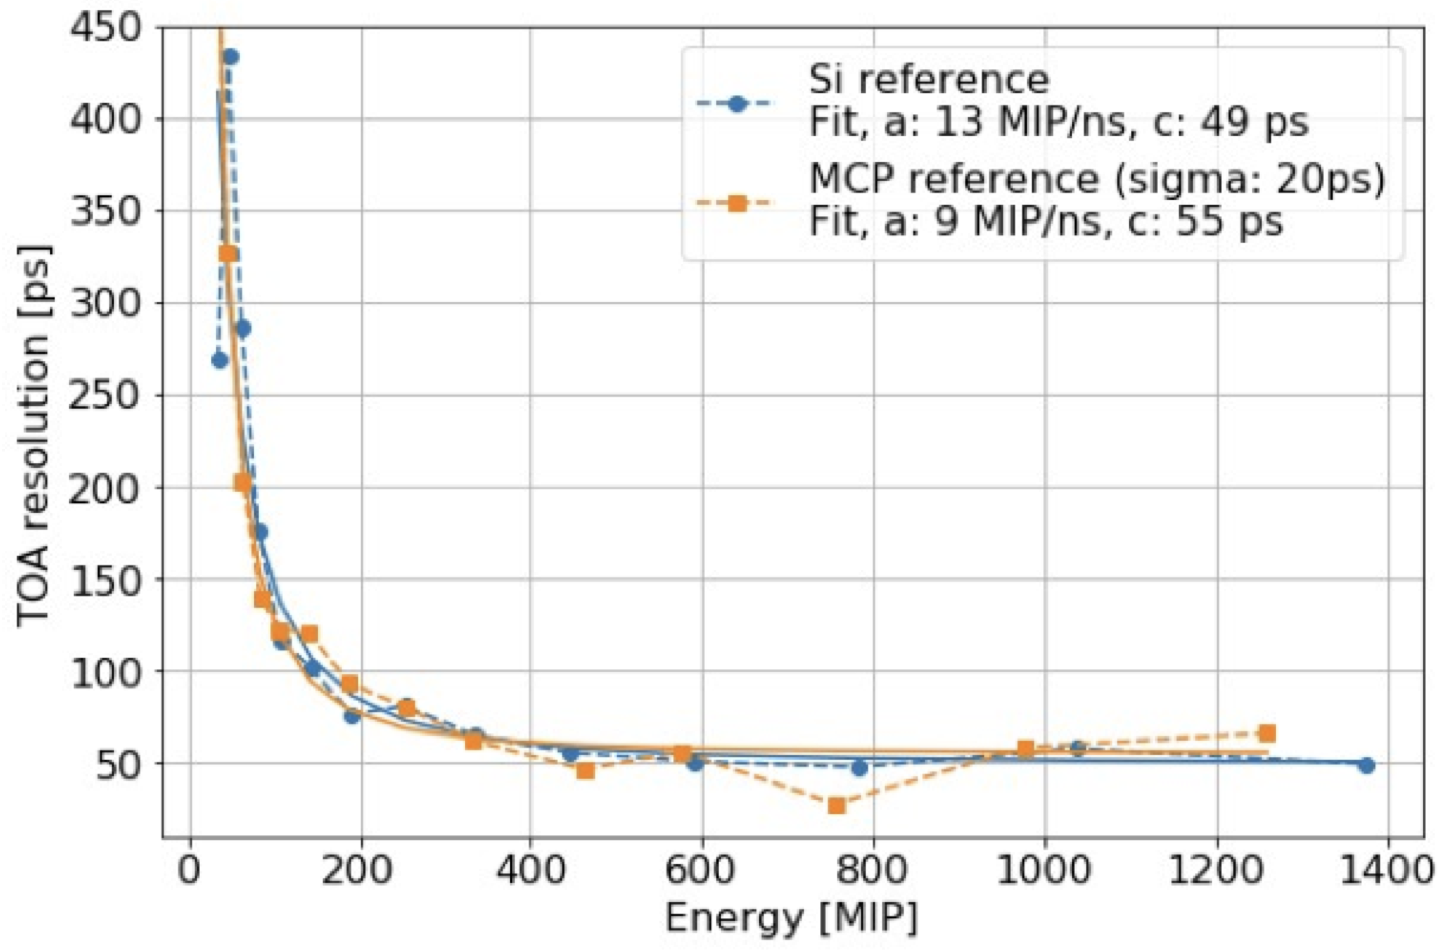 450
400
350
300
250
200
150
100
50
TOA resolution [ps]
Si reference
Fit, a: 13 MIP/ns, c: 49 ps
MCP reference (sigma: 20ps)
Fit, a: 9 MIP/ns, c: 55 ps
0 200 400 600 800 1000 1200 1400
Energy [MIP]